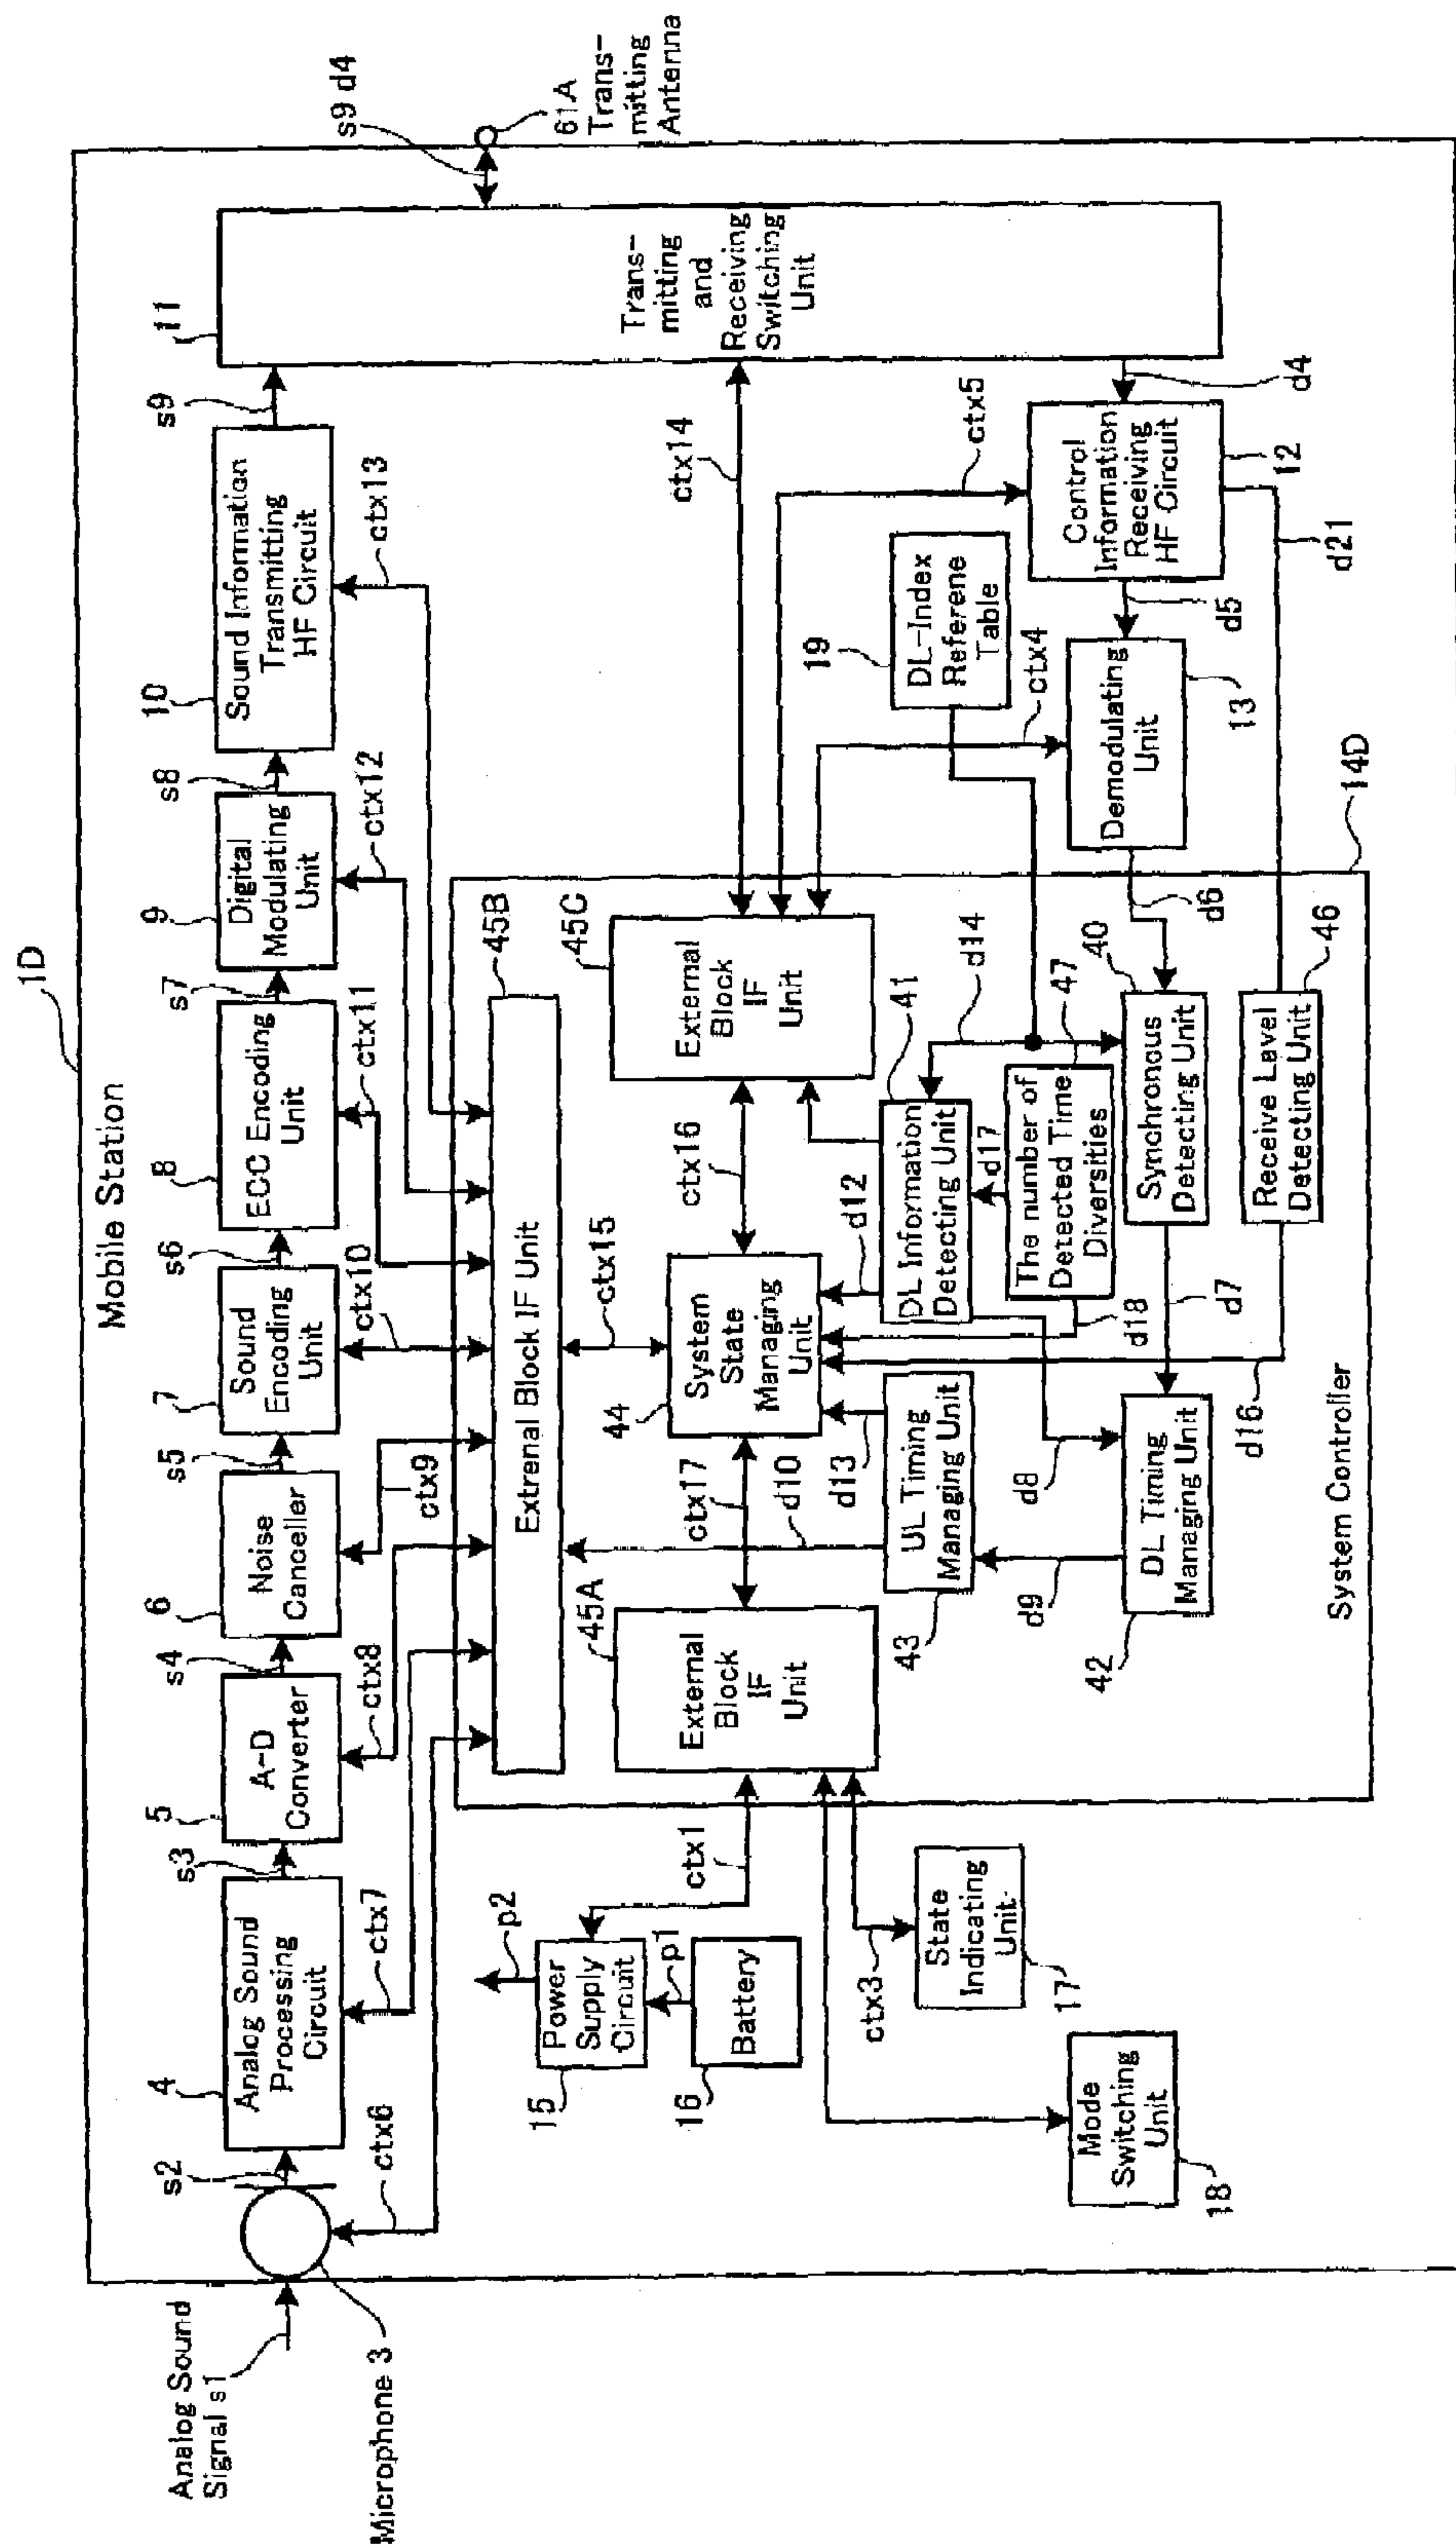 1D
Mobile Station
Analog Sound
Signal s1
Microphone 3
s2
4
Analog Sound
Processing
Circuit
s3
5
A-D
Converter
s4
6
Noise
Canceller
s5
7
Sound
Encoding
Unit
s6
8
ECC Encoding
Unit
s7
9
Digital
Modulating
Unit
s8
10
Sound Information
Transmitting
HF Circuit
s9
11
Trans-
mitting
and
Receiving
Switching
Unit
s9 d4
61A
Trans-
mitting
Antenna
ctx6
ctx7
ctx8
ctx9
ctx10
ctx11
ctx12
ctx13
45B
Extrenal Block IF Unit
p2
15
Power
Supply
Circuit
p1
16
Battery
ctx1
45A
External
Block
IF
Unit
ctx17
44
System
State
Managing
Unit
ctx15
ctx16
45C
External
Block
IF
Unit
ctx14
ctx5
ctx4
19
DL-Index
Referene
Table
d4
Control
Information
Receiving
HF Circuit
12
d5
Demodulating
Unit
13
d21
14D
d6
ctx3
State
Indicating
Unit
17
Mode
Switching
Unit
18
d10
d13
43
UL Timing
Managing Unit
d9
42
DL Timing
Managing Unit
d8
d12
41
DL Information
Detecting Unit
d14
d17
47
The number of
Detected Time
Diversities
d18
40
Synchronous
Detecting Unit
d7
46
Receive Level
Detecting Unit
d16
System Controller